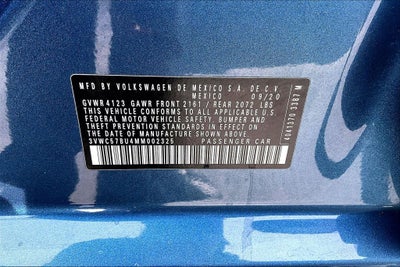 MFD BY VOLKSWAGEN DE MEXICO S.A. DE C.V.
MEXICO 09/20
GVWR 4123 GAWR FRONT 2161 / REAR 2072 LBS
THIS VEHICLE CONFORMS TO ALL APPLICABLE U.S.
FEDERAL MOTOR VEHICLE SAFETY, BUMPER, AND
THEFT PREVENTION STANDARDS IN EFFECT ON THE
DATE OF MANUFACTURE SHOWN ABOVE.
3VWC57BU4MM002325 PASSENGER CAR